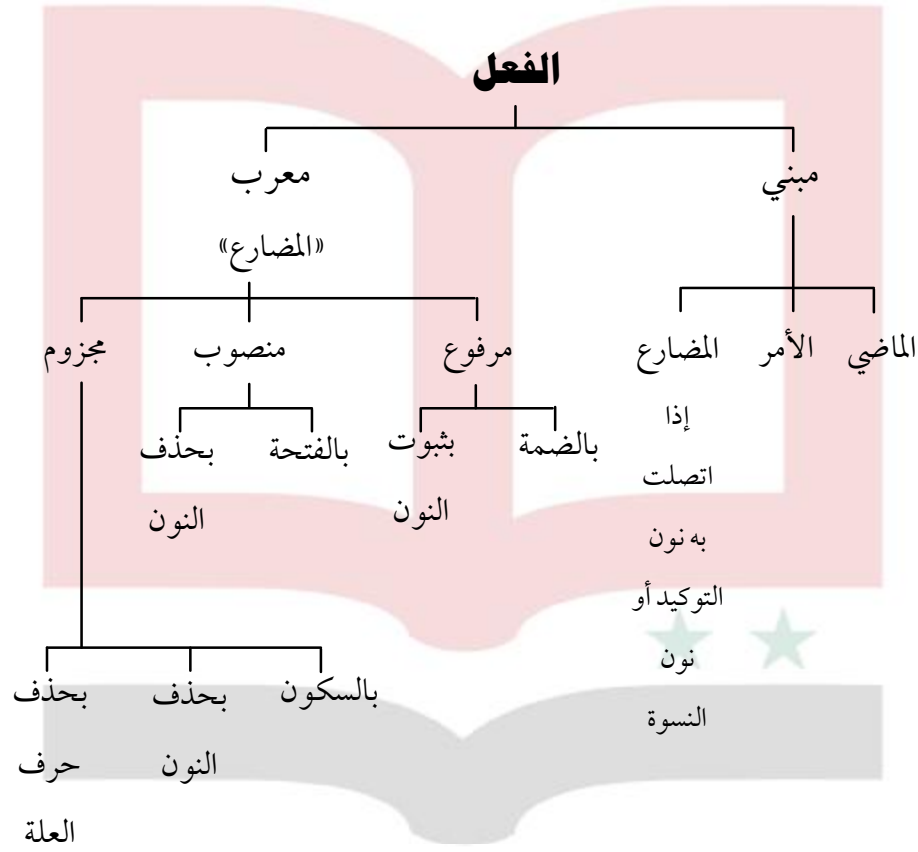 الفعل
مبني
معرب
«المضارع»
الماضي
الأمر
المضارع
إذا
اتصلت
به نون
التوكيد أو
نون
النسوة
مرفوع
منصوب
مجزوم
بالضمة
بثبوت
النون
بالفتحة
بحذف
النون
بالسكون
بحذف
النون
بحذف
حرف
العلة